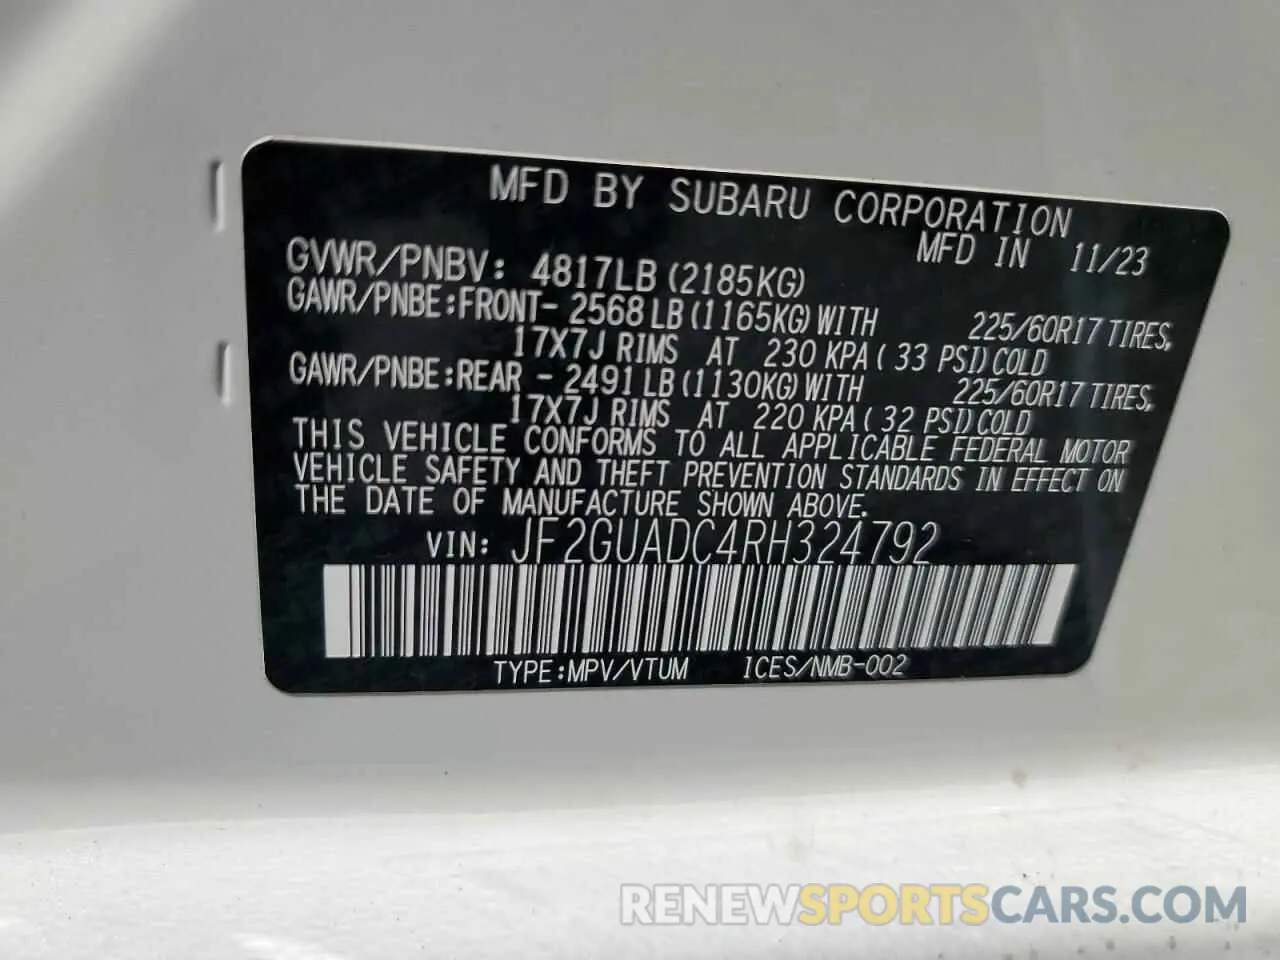 MFD BY SUBARU CORPORATION
MFD IN 11/23
GVWR/PNBV: 4817LB (2185KG)
GAWR/PNBE:FRONT- 2568 LB (1165KG) WITH 225/60R17 TIRES,
17X7J RIMS AT 230 KPA ( 33 PSI) COLD
GAWR/PNBE:REAR - 2491 LB (1130KG) WITH 225/60R17 TIRES,
17X7J RIMS AT 220 KPA ( 32 PSI) COLD
THIS VEHICLE CONFORMS TO ALL APPLICABLE FEDERAL MOTOR
VEHICLE SAFETY AND THEFT PREVENTION STANDARDS IN EFFECT ON
THE DATE OF MANUFACTURE SHOWN ABOVE.
VIN: JF2GUADC4RH324792
TYPE:MPV/VTUM ICES/NMB-002
RENEWSPORTSCARS.COM